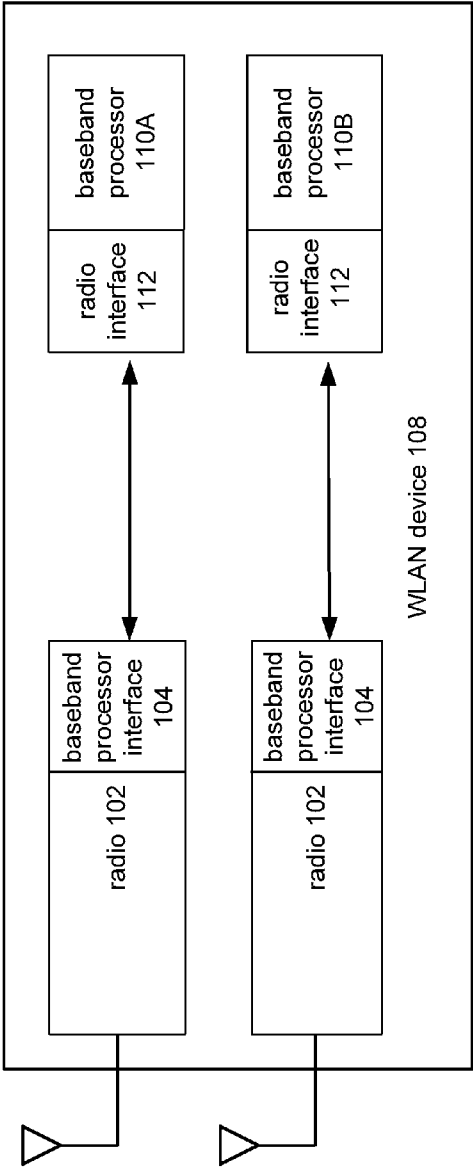 radio 102
baseband
processor
interface
104
radio
interface
112
baseband
processor
110A
radio 102
baseband
processor
interface
104
radio
interface
112
baseband
processor
110B
WLAN device 108